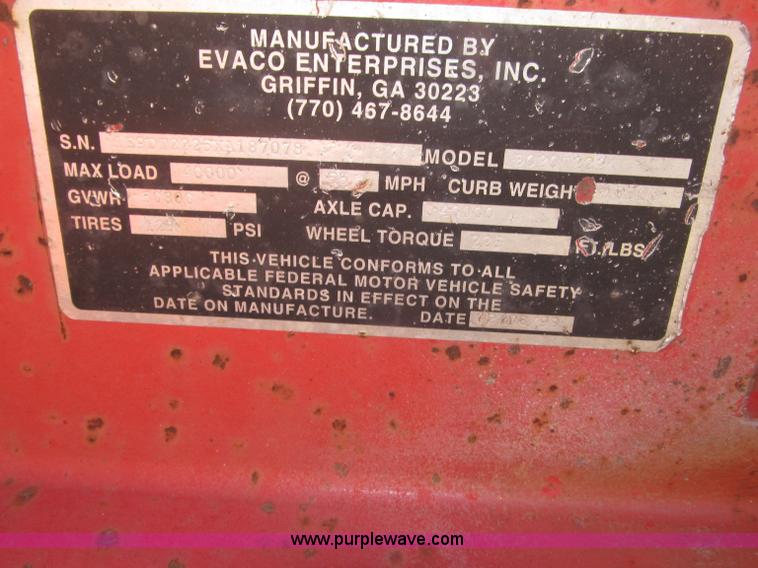 MANUFACTURED BY
EVACO ENTERPRISES, INC.
GRIFFIN, GA 30223
(770) 467-8644
S.N. MODEL
MAX LOAD 40000 @ MPH CURB WEIGHT
GVWR AXLE CAP.
TIRES PSI WHEEL TORQUE 225 FT./LBS
THIS VEHICLE CONFORMS TO ALL
APPLICABLE FEDERAL MOTOR VEHICLE SAFETY
STANDARDS IN EFFECT ON THE
DATE ON MANUFACTURE. DATE
www.purplewave.com